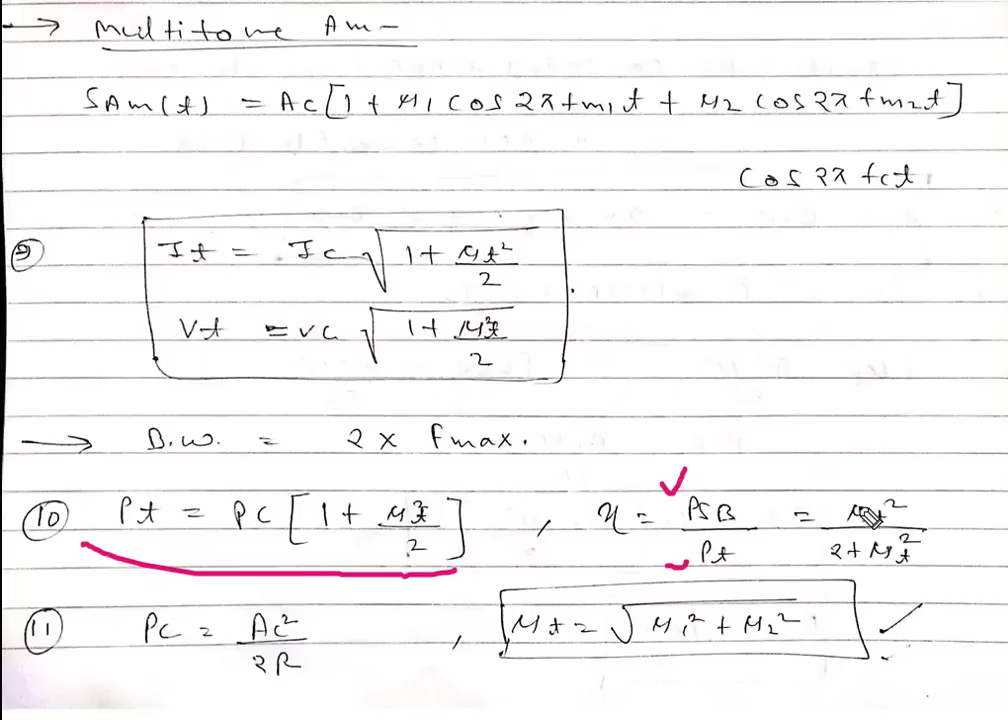 → Multitone Am -
SAm(t) = Ac[1 + μ1 cos 2πfm1t + μ2 cos 2πfm2t]
cos 2πfct.
⑨ It = Ic √(1 + μt²/2)
Vt = Vc √(1 + μt²/2)
→ B.W. = 2 x fmax.
⑩ Pt = Pc [1 + μt²/2] , η = PSB/Pt = μt²/(2+μt²)
⑪ Pc = Ac²/2R , μt = √(μ1² + μ2²)